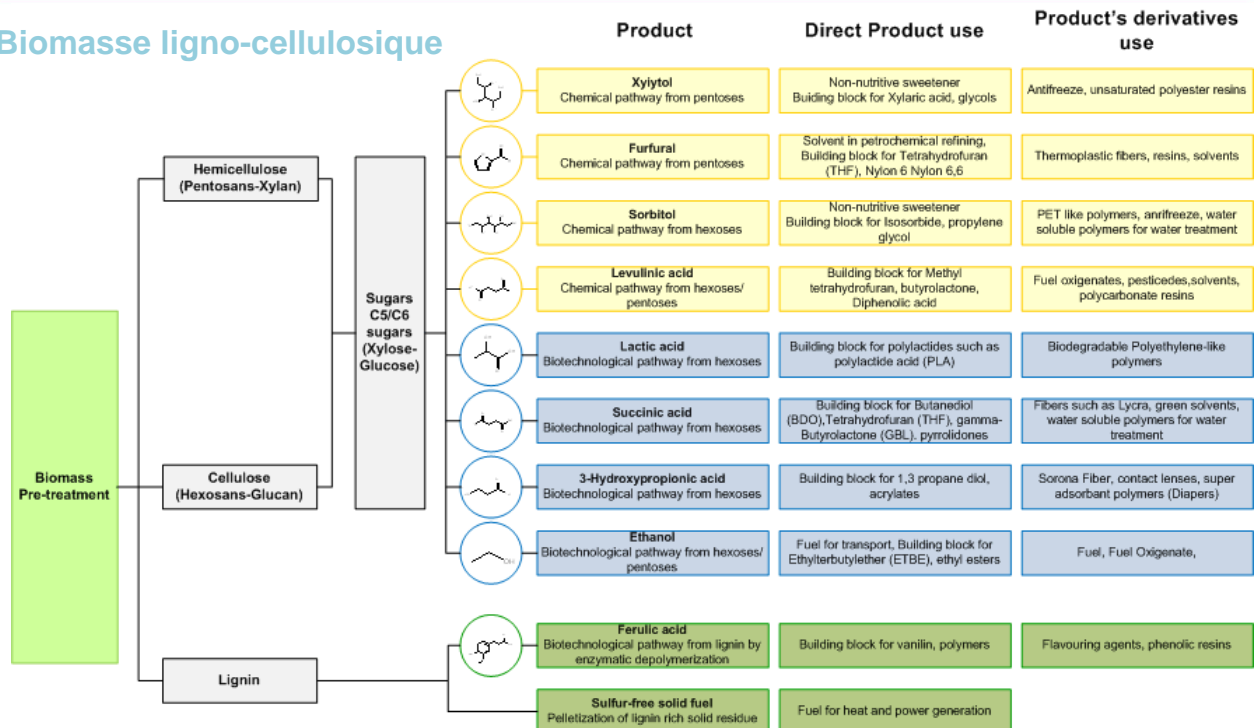 Biomasse ligno-cellulosique
Product
Direct Product use
Product's derivatives
use
Biomass
Pre-treatment
Hemicellulose
(Pentosans-Xylan)
Cellulose
(Hexosans-Glucan)
Lignin
Sugars
C5/C6
sugars
(Xylose-
Glucose)
Xylytol
Chemical pathway from pentoses
Non-nutritive sweetener
Buiding block for Xylaric acid, glycols
Antifreeze, unsaturated polyester resins
Furfural
Chemical pathway from pentoses
Solvent in petrochemical refining,
Building block for Tetrahydrofuran
(THF), Nylon 6 Nylon 6,6
Thermoplastic fibers, resins, solvents
Sorbitol
Chemical pathway from hexoses
Non-nutritive sweetener
Building block for Isosorbide, propylene
glycol
PET like polymers, anrifreeze, water
soluble polymers for water treatment
Levulinic acid
Chemical pathway from hexoses/
pentoses
Building block for Methyl
tetrahydrofuran, butyrolactone,
Diphenolic acid
Fuel oxigenates, pesticedes,solvents,
polycarbonate resins
Lactic acid
Biotechnological pathway from hexoses
Building block for polylactides such as
polylactide acid (PLA)
Biodegradable Polyethylene-like
polymers
Succinic acid
Biotechnological pathway from hexoses
Building block for Butanediol
(BDO),Tetrahydrofuran (THF), gamma-
Butyrolactone (GBL). pyrrolidones
Fibers such as Lycra, green solvents,
water soluble polymers for water
treatment
3-Hydroxypropionic acid
Biotechnological pathway from hexoses
Building block for 1,3 propane diol,
acrylates
Sorona Fiber, contact lenses, super
adsorbant polymers (Diapers)
Ethanol
Biotechnological pathway from hexoses/
pentoses
Fuel for transport, Building block for
Ethylterbutylether (ETBE), ethyl esters
Fuel, Fuel Oxigenate,
OH
Ferulic acid
Biotechnological pathway from lignin by
enzymatic depolymerization
Building block for vanilin, polymers
Flavouring agents, phenolic resins
Sulfur-free solid fuel
Pelletization of lignin rich solid residue
Fuel for heat and power generation